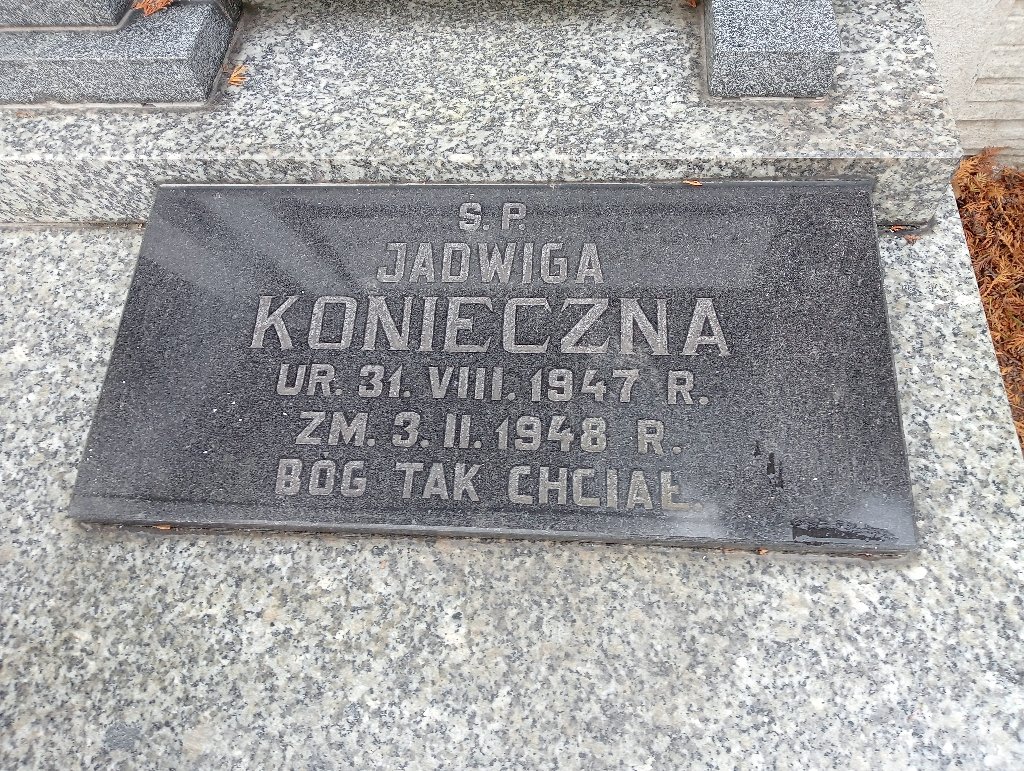 Ś.P.
JADWIGA
KONIECZNA
UR. 31. VIII. 1947 R.
ZM. 3. II. 1948 R.
BÓG TAK CHCIAŁ.